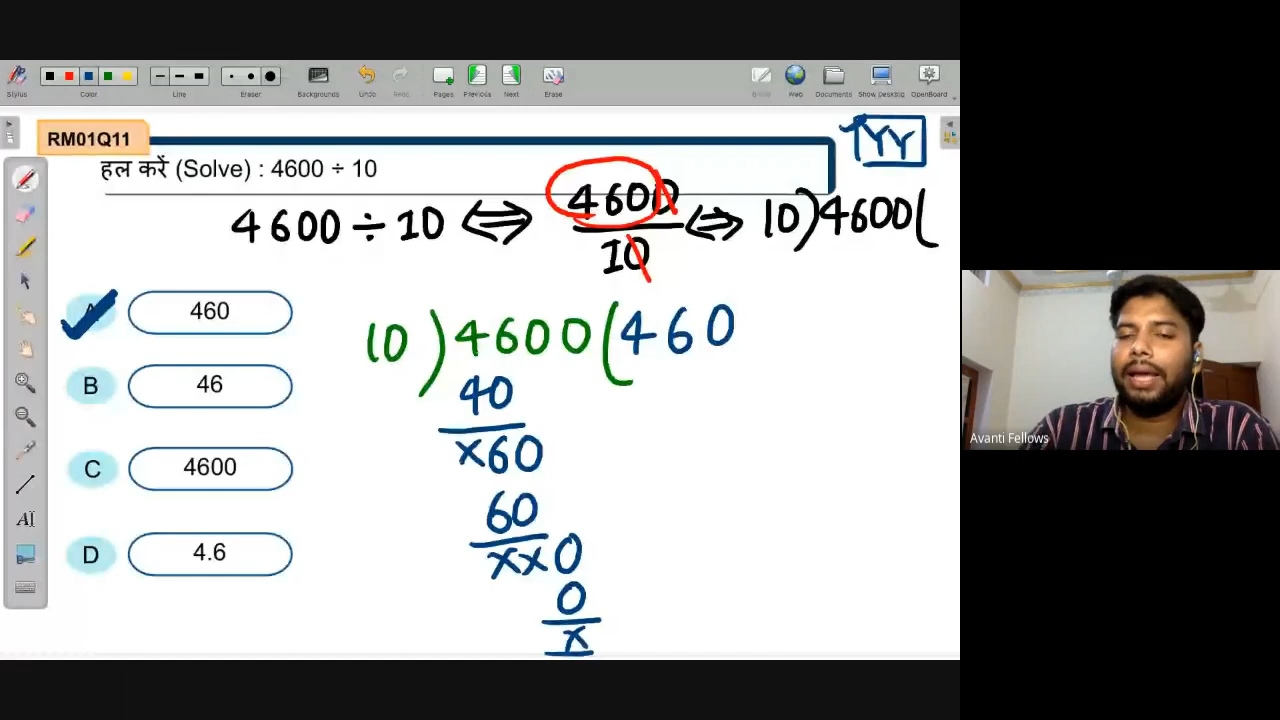 Stylus Color Line Eraser Backgrounds Undo Redo Pages Previous Next Erase Web Documents Show Desktop OpenBoard
RM01Q11
YY
हल करें (Solve) : 4600 ÷ 10
4600 ÷ 10 ⇔ 4600/10 ⇔ 10)4600(
A 460
B 46
C 4600
D 4.6
10)4600(460
40
x60
60
xx0
0
x
Avanti Fellows